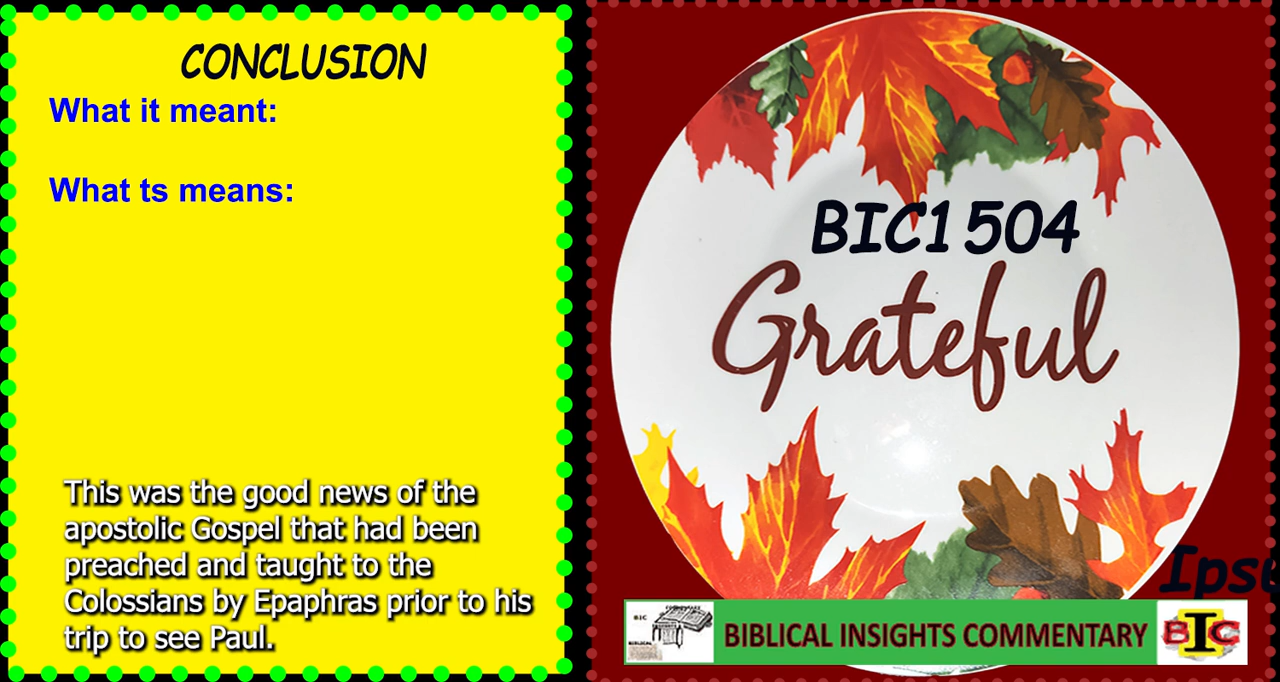 CONCLUSION
What it meant:
What ts means:
This was the good news of the
apostolic Gospel that had been
preached and taught to the
Colossians by Epaphras prior to his
trip to see Paul.
BIC1504
Grateful
BIC
BIBLICAL INSIGHTS COMMENTARY
BIC